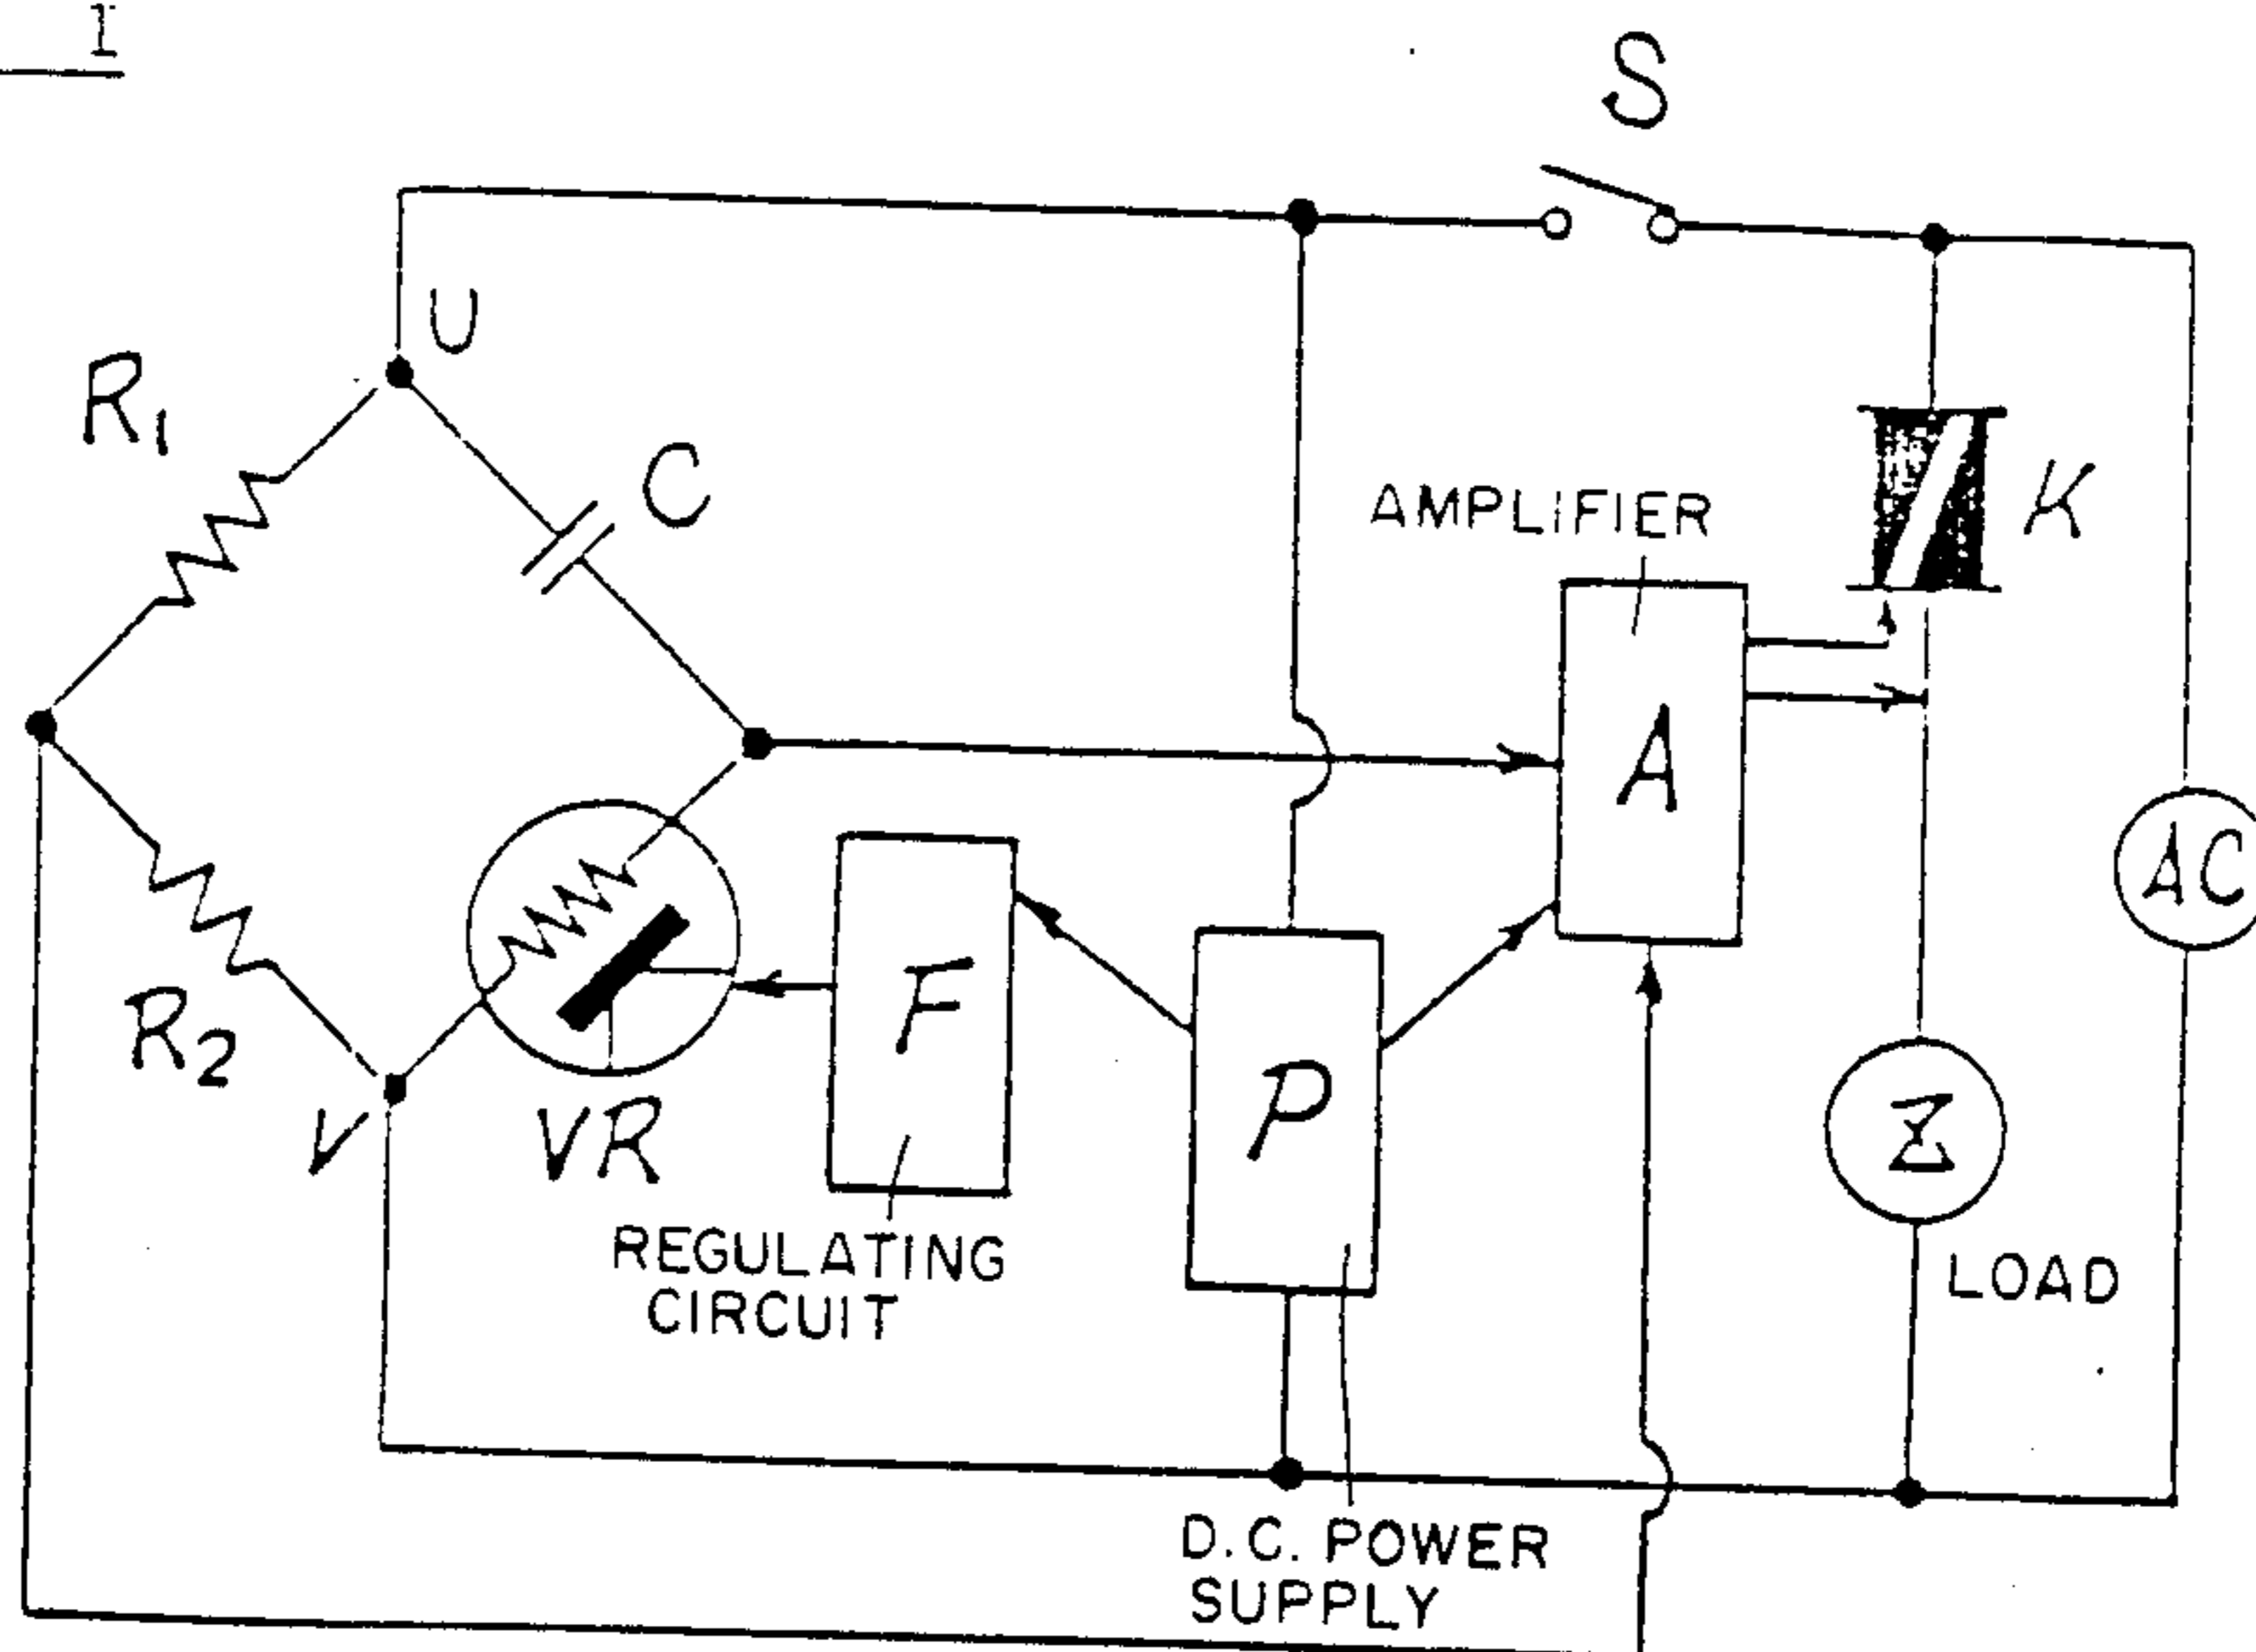 I
S
U
R1
C
AMPLIFIER
K
A
AC
F
R2
P
V
VR
Z
REGULATING
CIRCUIT
LOAD
D.C. POWER
SUPPLY